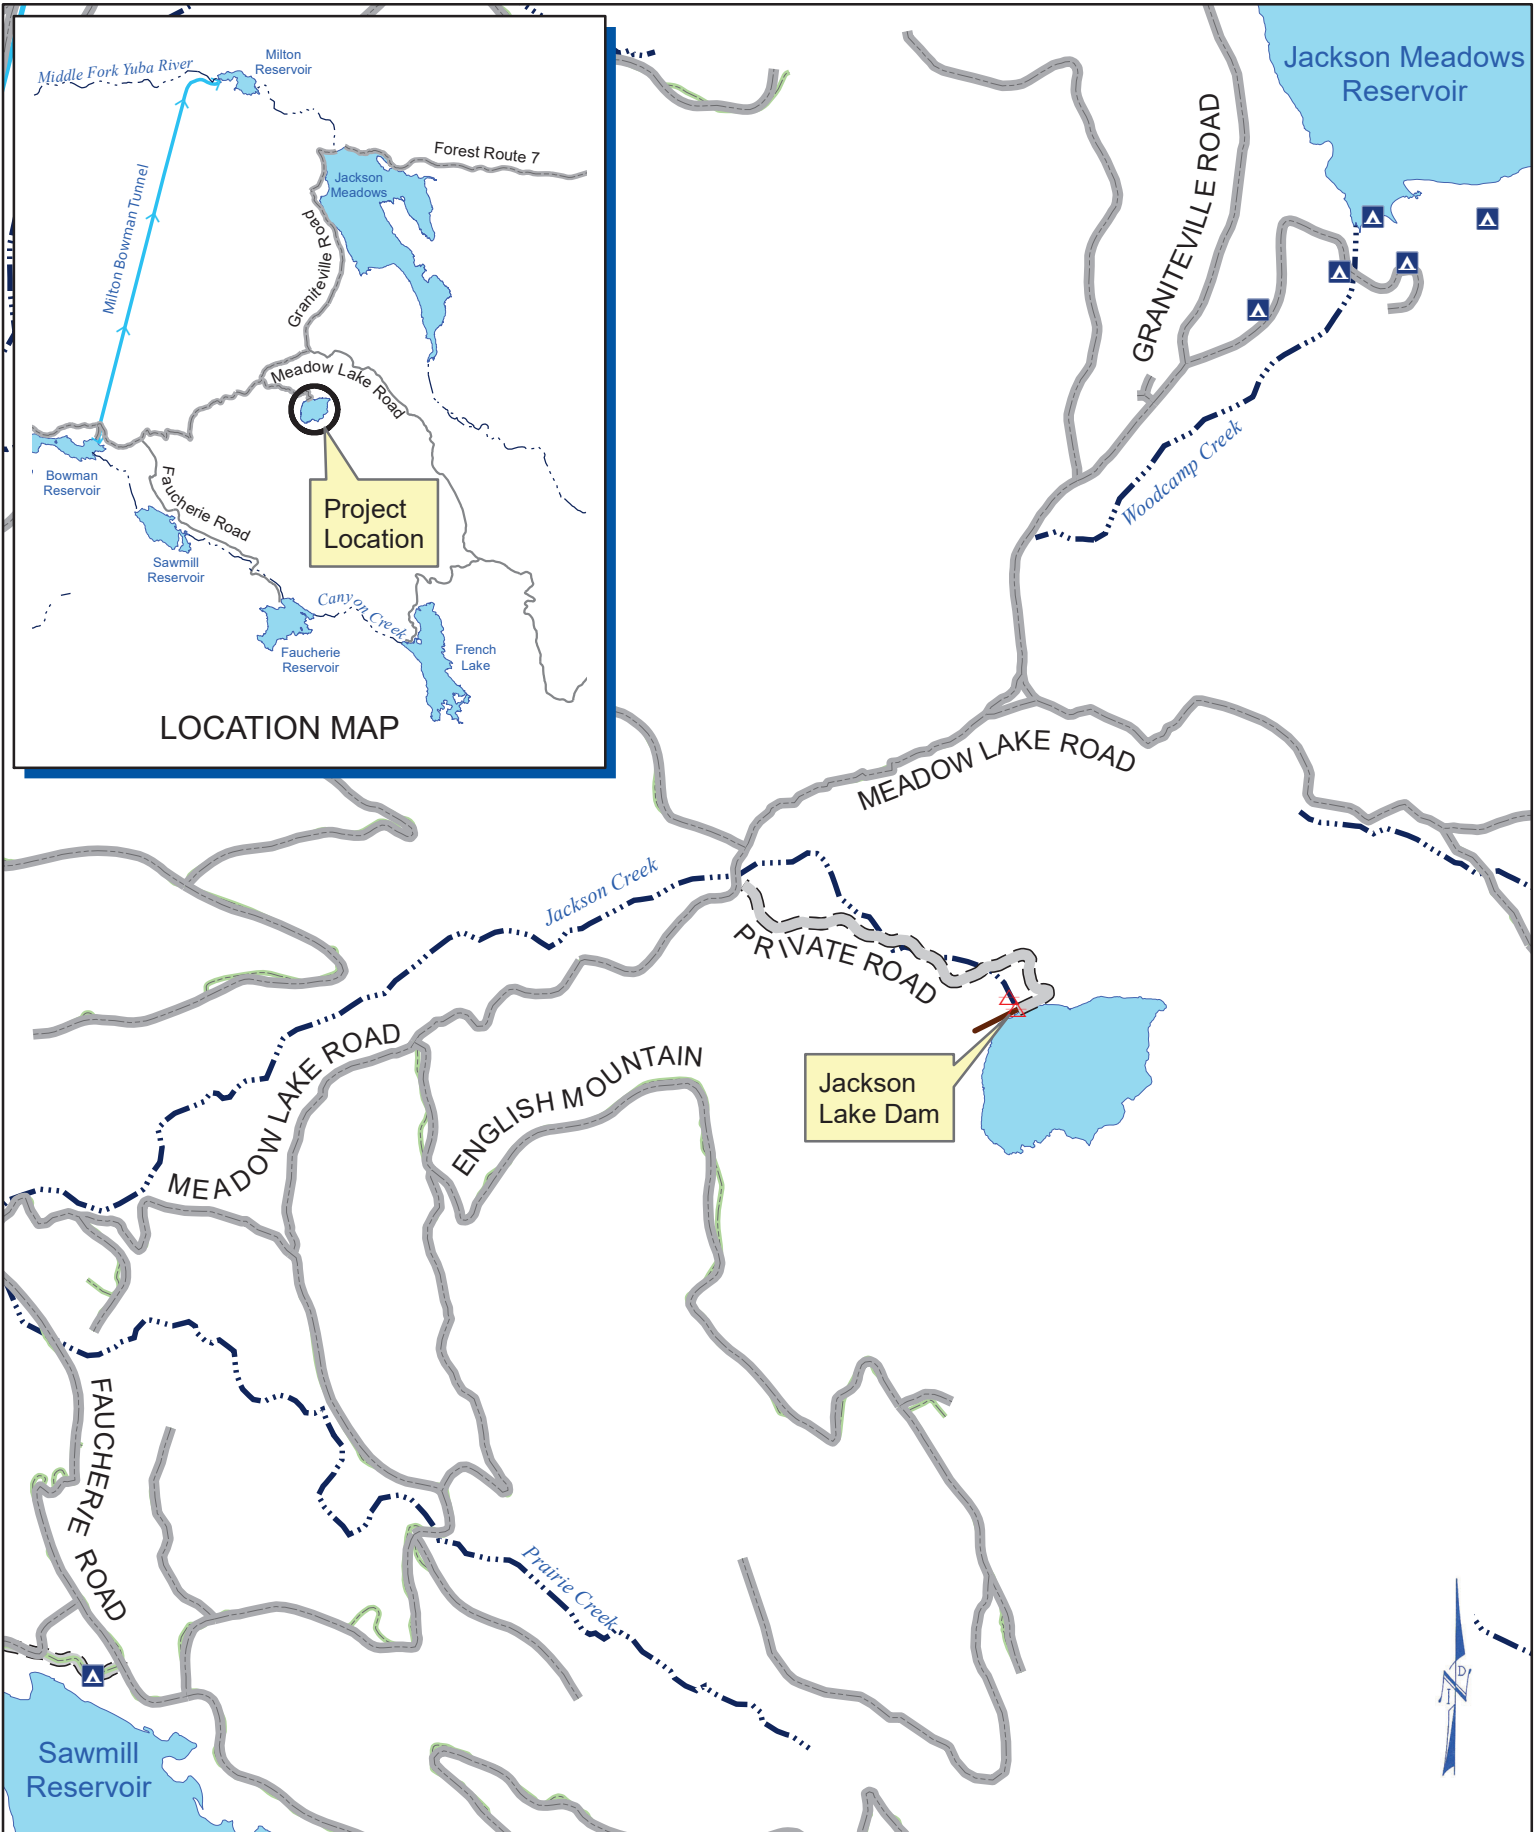 Middle Fork Yuba River
Milton
Reservoir
Forest Route 7
Jackson
Meadows
Milton Bowman Tunnel
Graniteville Road
Meadow Lake Road
Bowman
Reservoir
Faucherie Road
Project
Location
Sawmill
Reservoir
Canyon Creek
Faucherie
Reservoir
French
Lake
LOCATION MAP
Jackson Meadows
Reservoir
GRANITEVILLE ROAD
Woodcamp Creek
MEADOW LAKE ROAD
Jackson Creek
PRIVATE ROAD
Jackson
Lake Dam
MEADOW LAKE ROAD
ENGLISH MOUNTAIN
FAUCHERIE ROAD
Prairie Creek
Sawmill
Reservoir
N
I
D